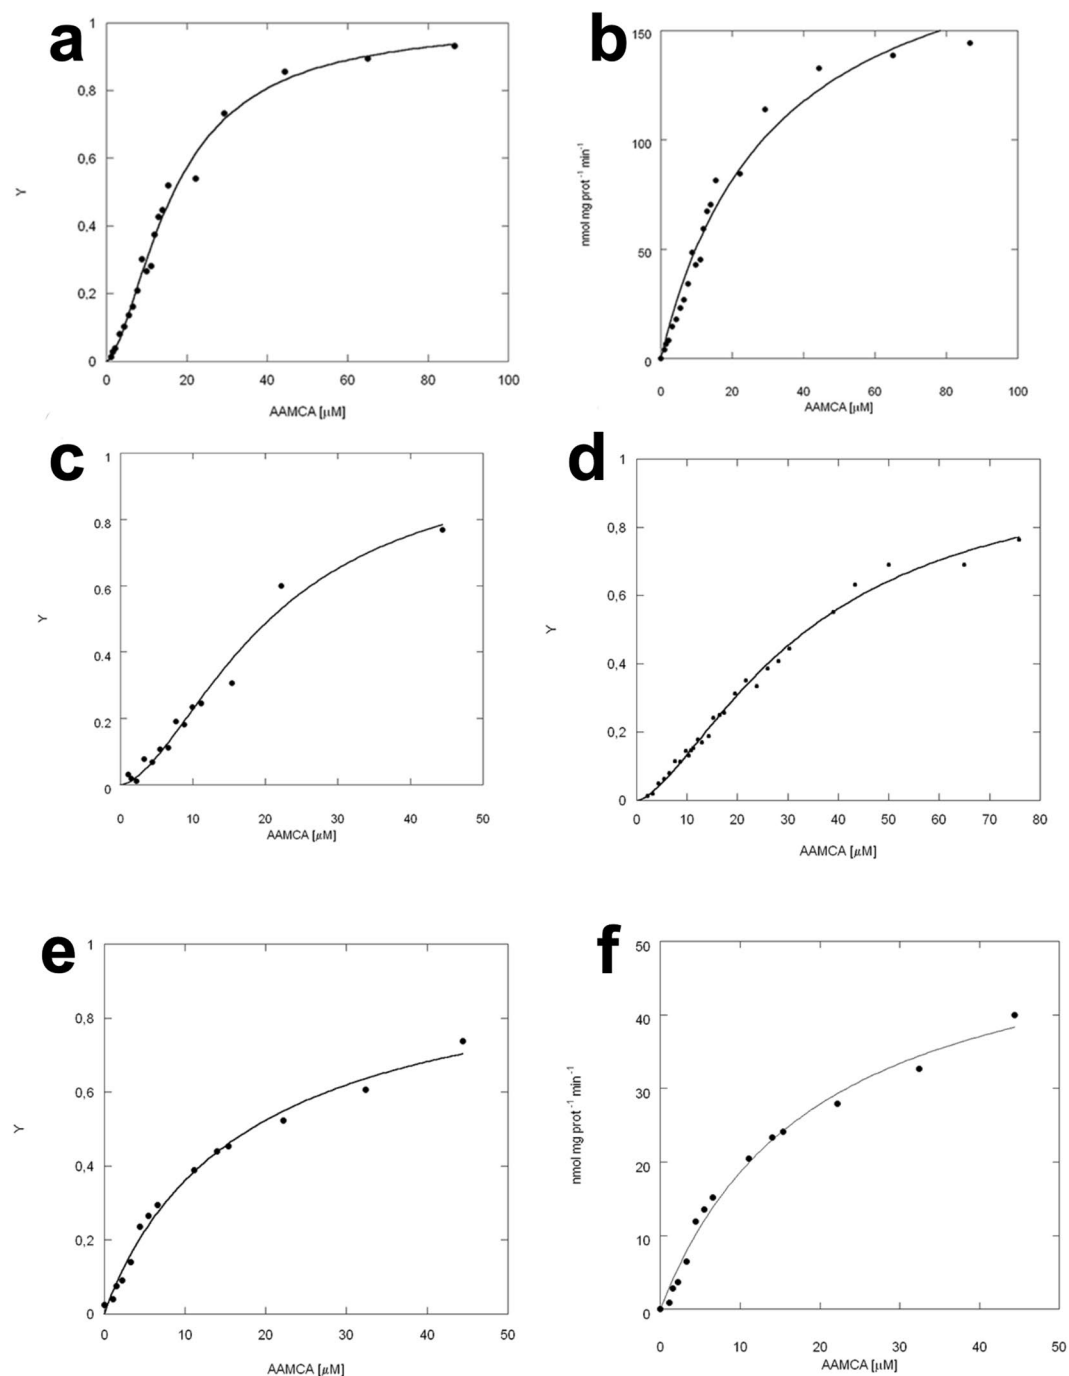 a
1
0,8
0,6
0,4
0,2
0
Y
0 20 40 60 80 100
AAMCA [μM]
b
150
100
50
0
nmol mg prot⁻¹ min⁻¹
0 20 40 60 80 100
AAMCA [μM]
c
1
0.8
0.6
0.4
0.2
0
Y
0 10 20 30 40 50
AAMCA [μM]
d
1
0,8
0,6
0,4
0,2
0
Y
0 10 20 30 40 50 60 70 80
AAMCA [μM]
e
1
0,8
0,6
0,4
0,2
0
Y
0 10 20 30 40 50
AAMCA [μM]
f
50
40
30
20
10
0
nmol mg prot⁻¹ min⁻¹
0 10 20 30 40 50
AAMCA [μM]